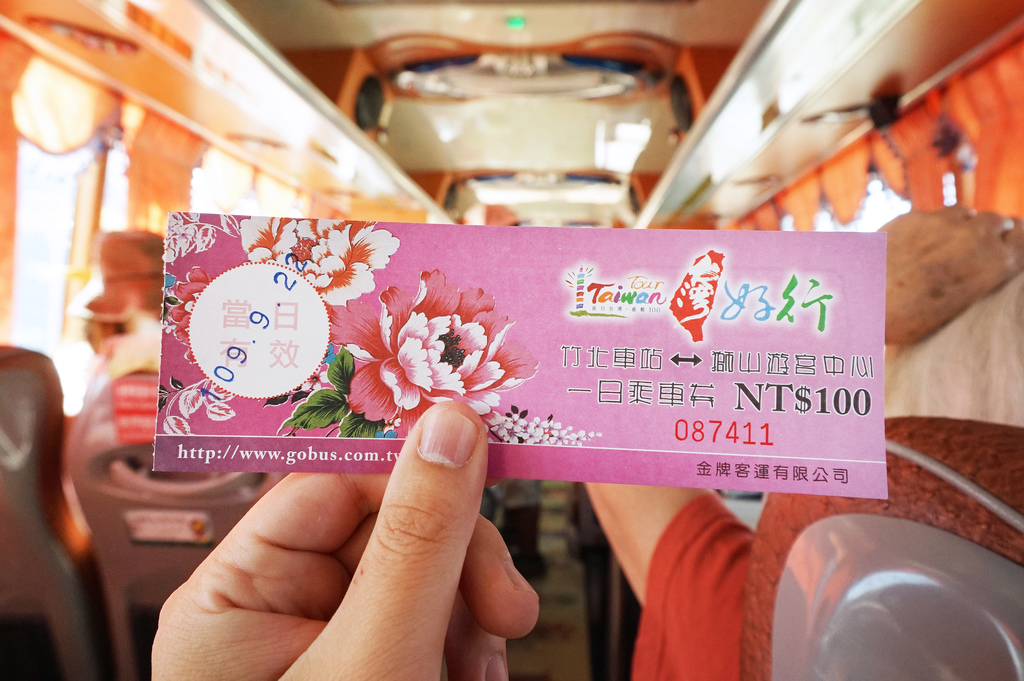 當日
有效
109.9.22
Tour
Taiwan
台灣好行
竹北車站↔獅山遊客中心
一日乘車券 NT$100
087411
http://www.gobus.com.tw
金牌客運有限公司